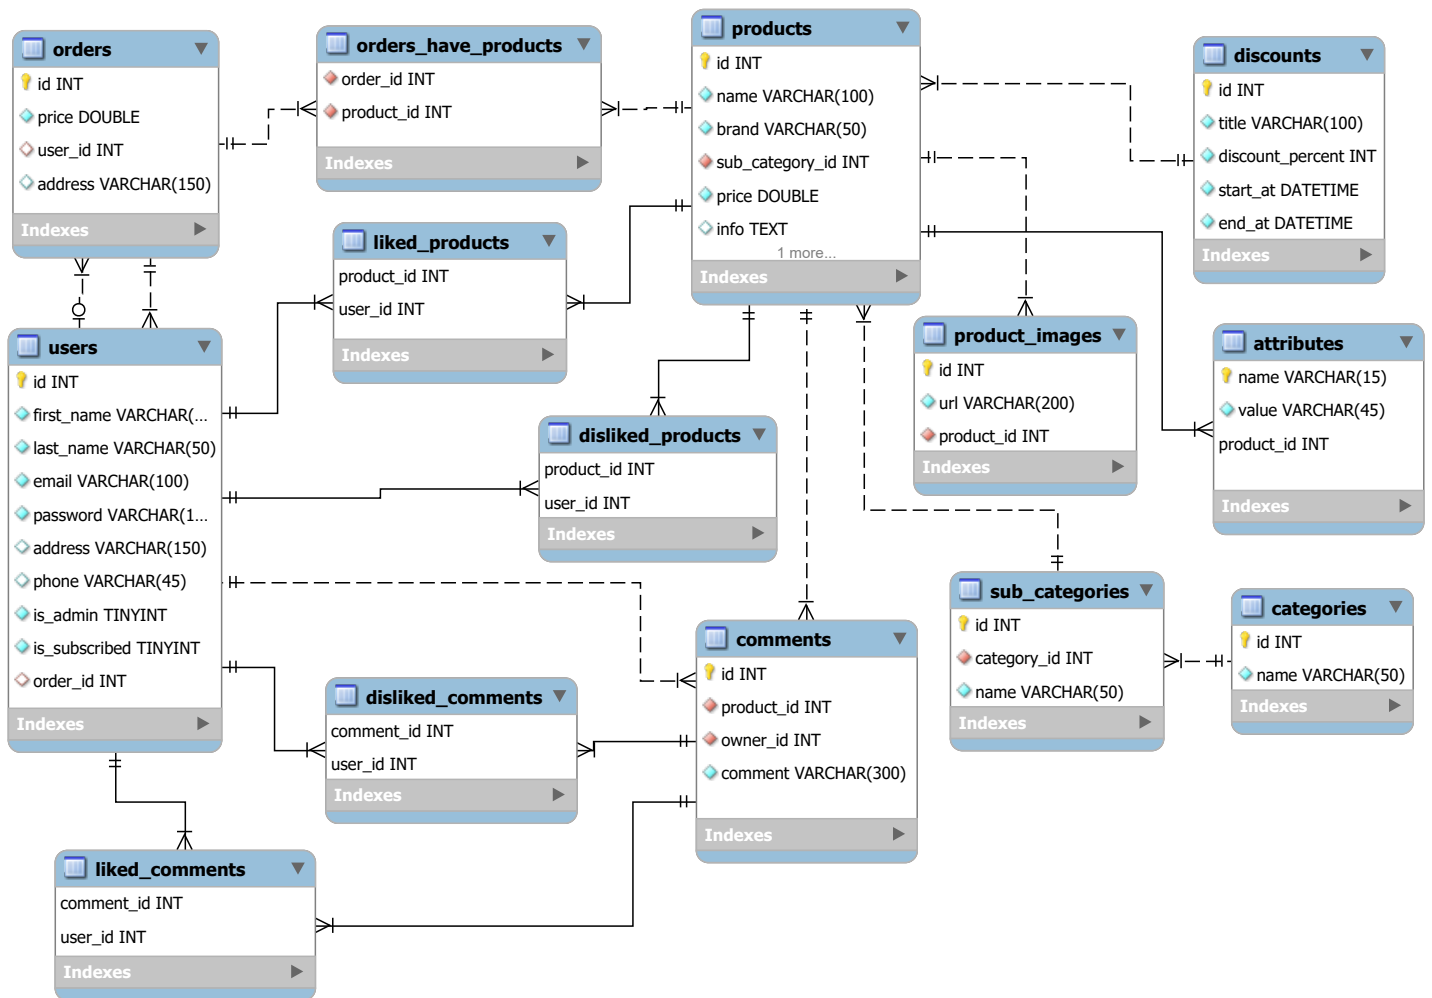 orders
id INT
price DOUBLE
user_id INT
address VARCHAR(150)
Indexes
orders_have_products
order_id INT
product_id INT
Indexes
products
id INT
name VARCHAR(100)
brand VARCHAR(50)
sub_category_id INT
price DOUBLE
info TEXT
1 more...
Indexes
discounts
id INT
title VARCHAR(100)
discount_percent INT
start_at DATETIME
end_at DATETIME
Indexes
liked_products
product_id INT
user_id INT
Indexes
users
id INT
first_name VARCHAR(...
last_name VARCHAR(50)
email VARCHAR(100)
password VARCHAR(1...
address VARCHAR(150)
phone VARCHAR(45)
is_admin TINYINT
is_subscribed TINYINT
order_id INT
Indexes
disliked_products
product_id INT
user_id INT
Indexes
product_images
id INT
url VARCHAR(200)
product_id INT
Indexes
attributes
name VARCHAR(15)
value VARCHAR(45)
product_id INT
Indexes
sub_categories
id INT
category_id INT
name VARCHAR(50)
Indexes
categories
id INT
name VARCHAR(50)
Indexes
comments
id INT
product_id INT
owner_id INT
comment VARCHAR(300)
Indexes
disliked_comments
comment_id INT
user_id INT
Indexes
liked_comments
comment_id INT
user_id INT
Indexes